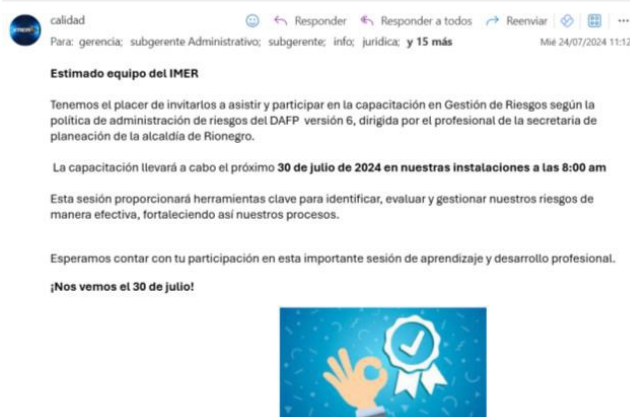 calidad
Responder Responder a todos Reenviar
Para: gerencia; subgerente Administrativo; subgerente; info; juridica; y 15 más
Mié 24/07/2024 11:12
Estimado equipo del IMER
Tenemos el placer de invitarlos a asistir y participar en la capacitación en Gestión de Riesgos según la
política de administración de riesgos del DAFP versión 6, dirigida por el profesional de la secretaria de
planeación de la alcaldía de Rionegro.
La capacitación llevará a cabo el próximo 30 de julio de 2024 en nuestras instalaciones a las 8:00 am
Esta sesión proporcionará herramientas clave para identificar, evaluar y gestionar nuestros riesgos de
manera efectiva, fortaleciendo así nuestros procesos.
Esperamos contar con tu participación en esta importante sesión de aprendizaje y desarrollo profesional.
¡Nos vemos el 30 de julio!